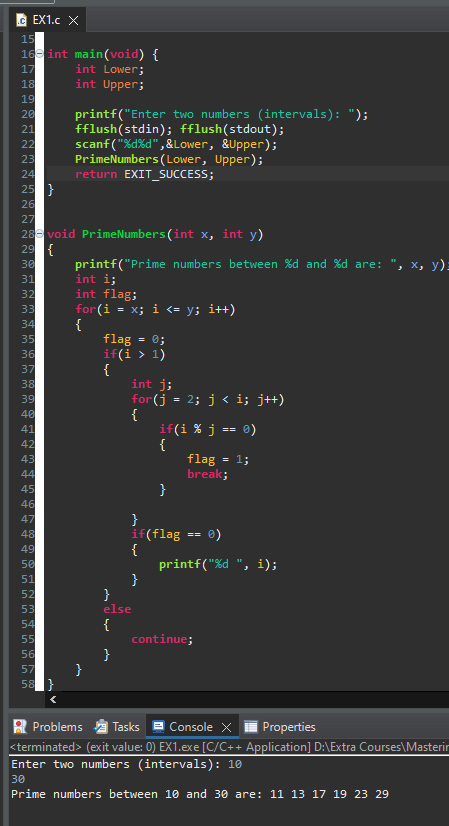 EX1.c
15
16 int main(void) {
17     int Lower;
18     int Upper;
19
20     printf("Enter two numbers (intervals): ");
21     fflush(stdin); fflush(stdout);
22     scanf("%d%d",&Lower, &Upper);
23     PrimeNumbers(Lower, Upper);
24     return EXIT_SUCCESS;
25 }
26
27
28 void PrimeNumbers(int x, int y)
29 {
30     printf("Prime numbers between %d and %d are: ", x, y);
31     int i;
32     int flag;
33     for(i = x; i <= y; i++)
34     {
35         flag = 0;
36         if(i > 1)
37         {
38             int j;
39             for(j = 2; j < i; j++)
40             {
41                 if(i % j == 0)
42                 {
43                     flag = 1;
44                     break;
45                 }
46
47             }
48             if(flag == 0)
49             {
50                 printf("%d ", i);
51             }
52         }
53         else
54         {
55             continue;
56         }
57     }
58 }
Problems Tasks Console Properties
<terminated> (exit value: 0) EX1.exe [C/C++ Application] D:\Extra Courses\Masterin
Enter two numbers (intervals): 10
30
Prime numbers between 10 and 30 are: 11 13 17 19 23 29